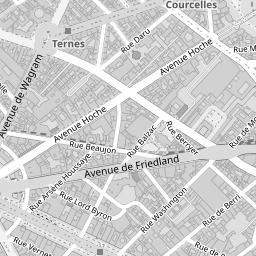 Courcelles
Ternes
Rue Daru
Avenue Hoche
Avenue de Wagram
Avenue Hoche
Rue Balzac
Rue Berryer
Rue Beaujon
Avenue de Friedland
Rue Arsène Houssaye
Rue Lord Byron
Rue Washington
Rue de Berri